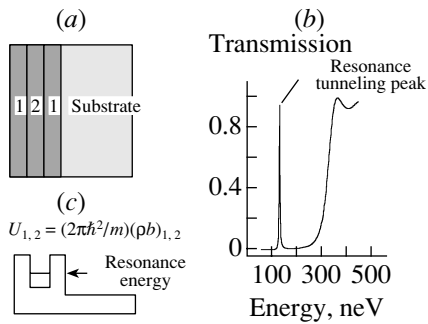 (a)
1 2 1 Substrate
(c)
U1, 2 = (2πℏ²/m)(ρb)1, 2
Resonance
energy
(b)
Transmission
Resonance
tunneling peak
0.8
0.4
0
100 300 500
Energy, neV